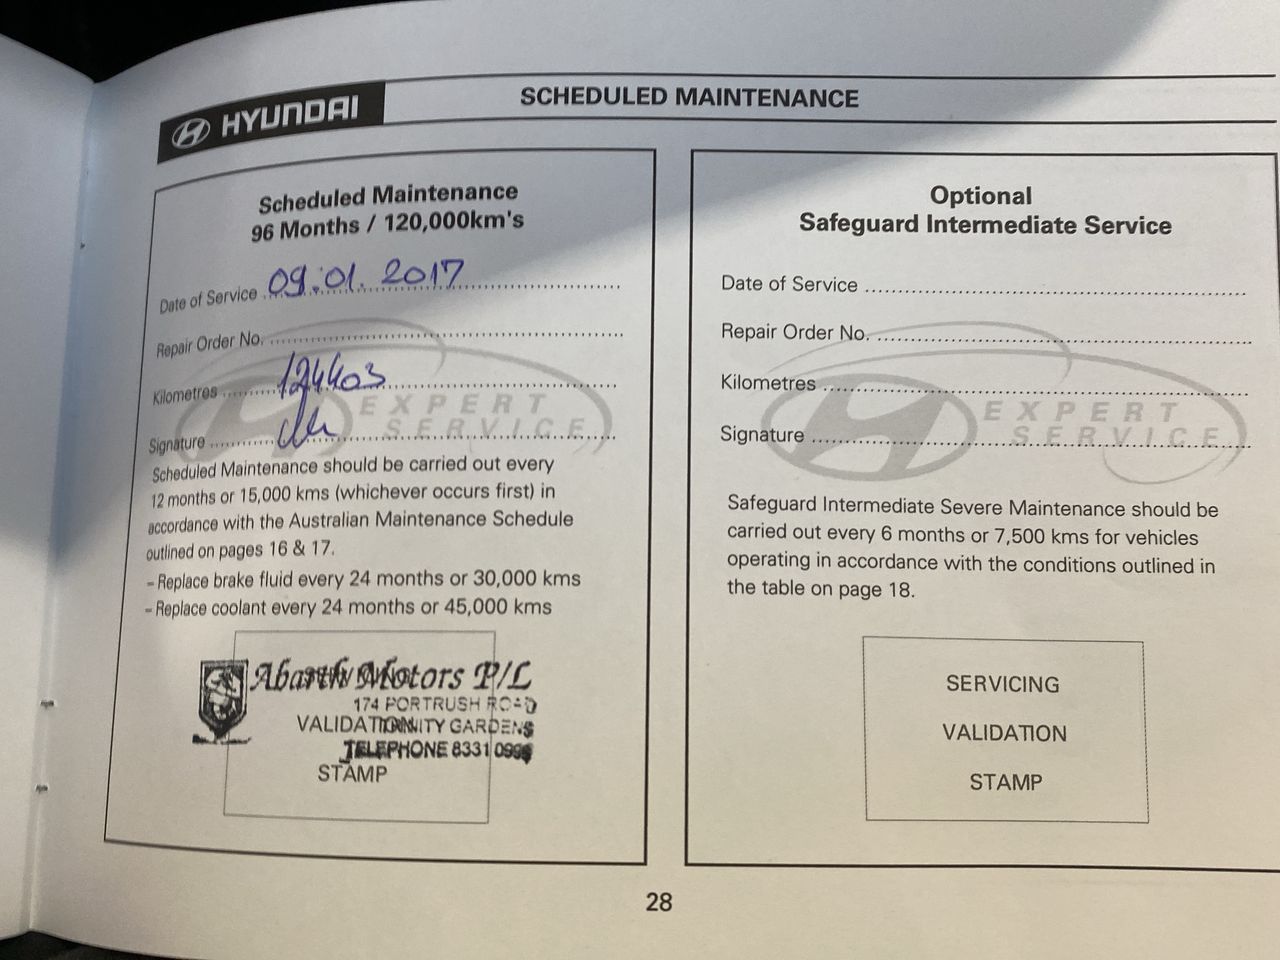 HYUNDAI
SCHEDULED MAINTENANCE
Scheduled Maintenance
96 Months / 120,000km's
Date of Service 09.01.2017
Repair Order No.
Kilometres 124403
Signature
EXPERT
SERVICE
Scheduled Maintenance should be carried out every
12 months or 15,000 kms (whichever occurs first) in
accordance with the Australian Maintenance Schedule
outlined on pages 16 & 17.
– Replace brake fluid every 24 months or 30,000 kms
– Replace coolant every 24 months or 45,000 kms
Abarth Motors P/L
174 PORTRUSH ROAD
VALIDATION
GARDENS
TELEPHONE 8331
STAMP
Optional
Safeguard Intermediate Service
Date of Service
Repair Order No.
Kilometres
Signature
EXPERT
SERVICE
Safeguard Intermediate Severe Maintenance should be
carried out every 6 months or 7,500 kms for vehicles
operating in accordance with the conditions outlined in
the table on page 18.
SERVICING
VALIDATION
STAMP
28